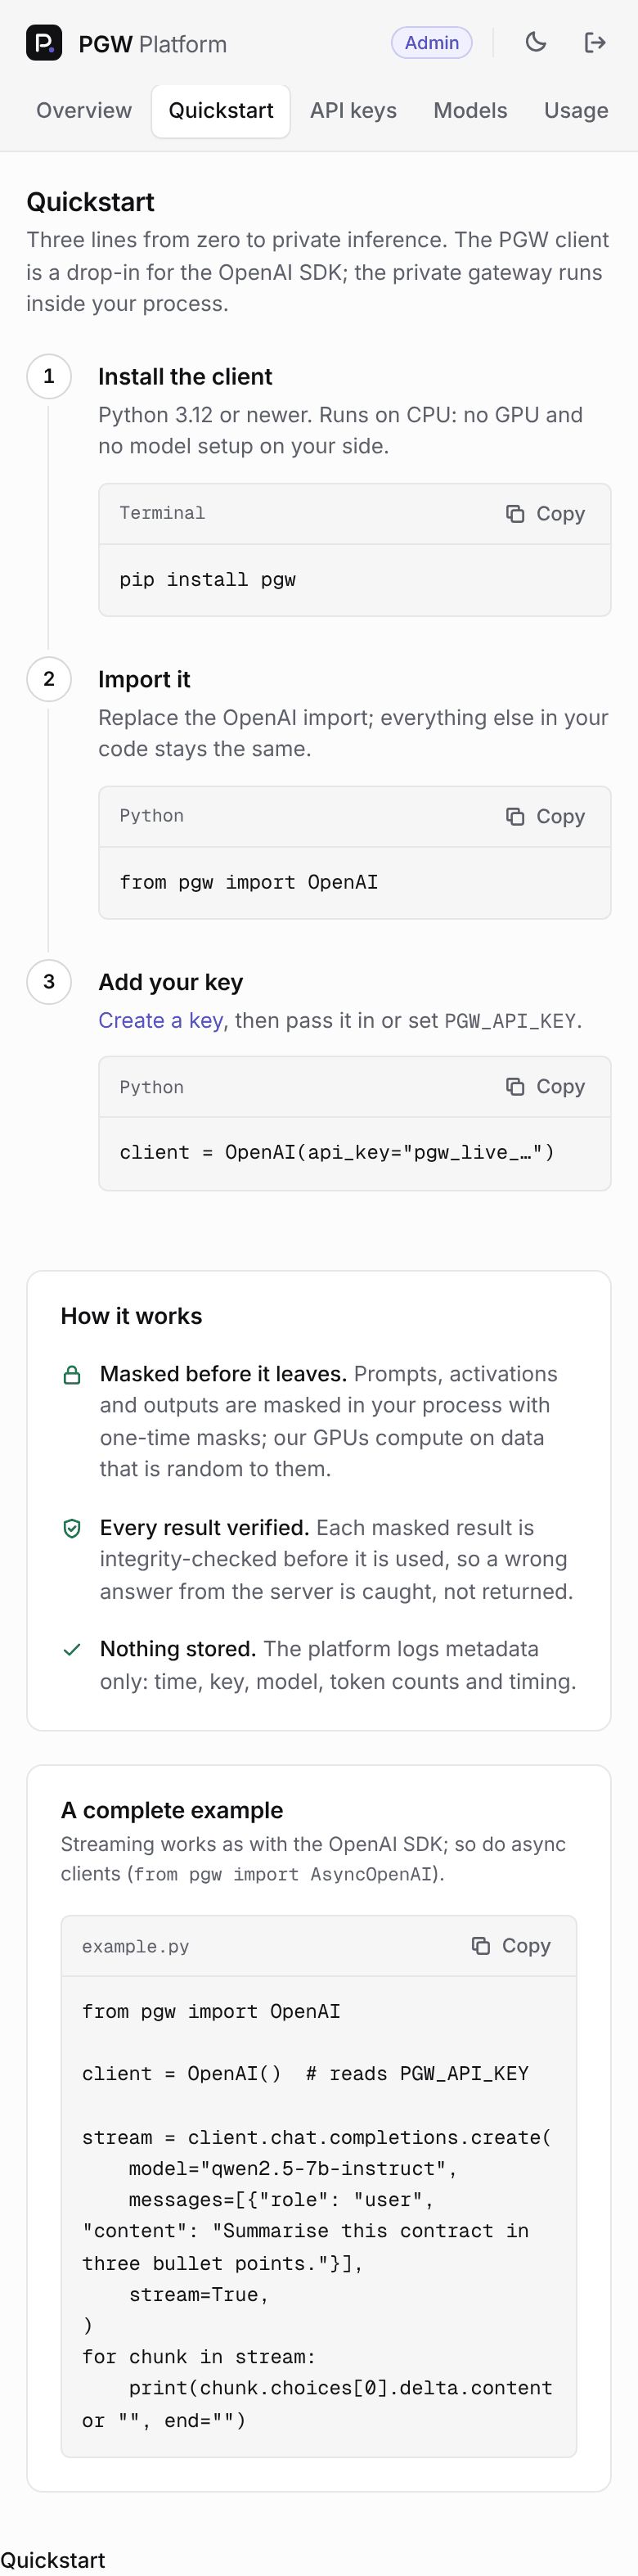 P.
PGW Platform
Admin
Overview
Quickstart
API keys
Models
Usage
Quickstart
Three lines from zero to private inference. The PGW client
is a drop-in for the OpenAI SDK; the private gateway runs
inside your process.
1
Install the client
Python 3.12 or newer. Runs on CPU: no GPU and
no model setup on your side.
Terminal
Copy
pip install pgw
2
Import it
Replace the OpenAI import; everything else in your
code stays the same.
Python
Copy
from pgw import OpenAI
3
Add your key
Create a key, then pass it in or set PGW_API_KEY.
Python
Copy
client = OpenAI(api_key="pgw_live_…")
How it works
Masked before it leaves. Prompts, activations
and outputs are masked in your process with
one-time masks; our GPUs compute on data
that is random to them.
Every result verified. Each masked result is
integrity-checked before it is used, so a wrong
answer from the server is caught, not returned.
Nothing stored. The platform logs metadata
only: time, key, model, token counts and timing.
A complete example
Streaming works as with the OpenAI SDK; so do async
clients (from pgw import AsyncOpenAI).
example.py
Copy
from pgw import OpenAI
client = OpenAI()  # reads PGW_API_KEY
stream = client.chat.completions.create(
    model="qwen2.5-7b-instruct",
    messages=[{"role": "user",
"content": "Summarise this contract in
three bullet points."}],
    stream=True,
)
for chunk in stream:
    print(chunk.choices[0].delta.content
or "", end="")
Quickstart